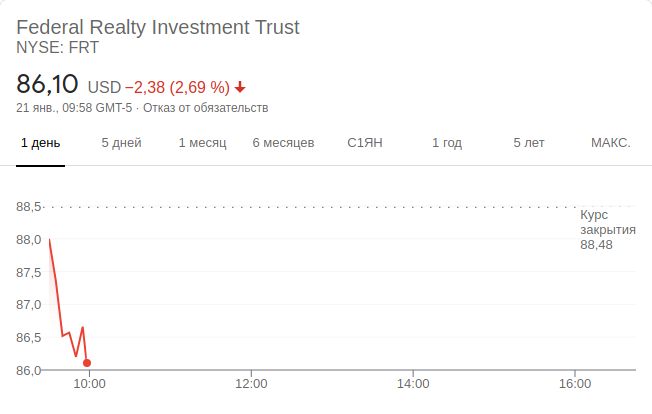 Federal Realty Investment Trust
NYSE: FRT
86,10 USD −2,38 (2,69 %)
21 янв., 09:58 GMT-5 · Отказ от обязательств
1 день 5 дней 1 месяц 6 месяцев С1ЯН 1 год 5 лет МАКС.
88,5
Курс
закрытия
88,48
88,0
87,5
87,0
86,5
86,0
10:00 12:00 14:00 16:00